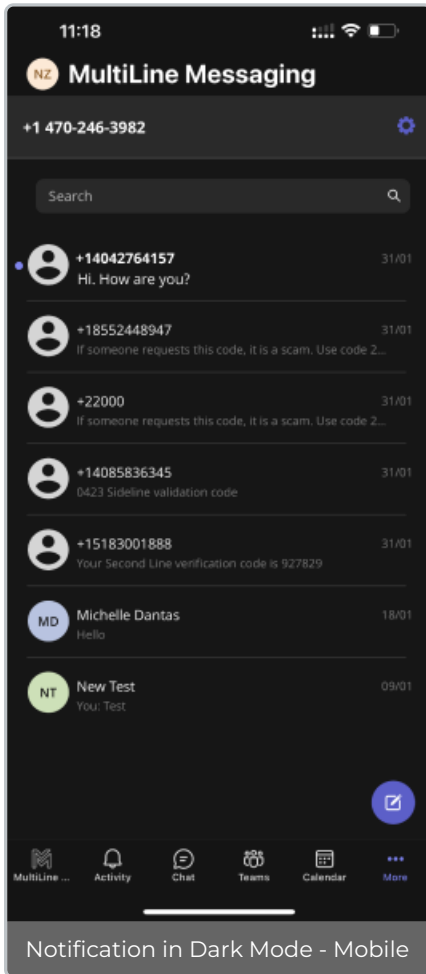 11:18
NZ MultiLine Messaging
+1 470-246-3982
Search
+14042764157 31/01
Hi. How are you?
+18552448947 31/01
If someone requests this code, it is a scam. Use code 2...
+22000 31/01
If someone requests this code, it is a scam. Use code 2...
+14085836345 31/01
0423 Sideline validation code
+15183001888 31/01
Your Second Line verification code is 927829
MD Michelle Dantas 18/01
Hello
NT New Test 09/01
You: Test
MultiLine ... Activity Chat Teams Calendar More
Notification in Dark Mode - Mobile